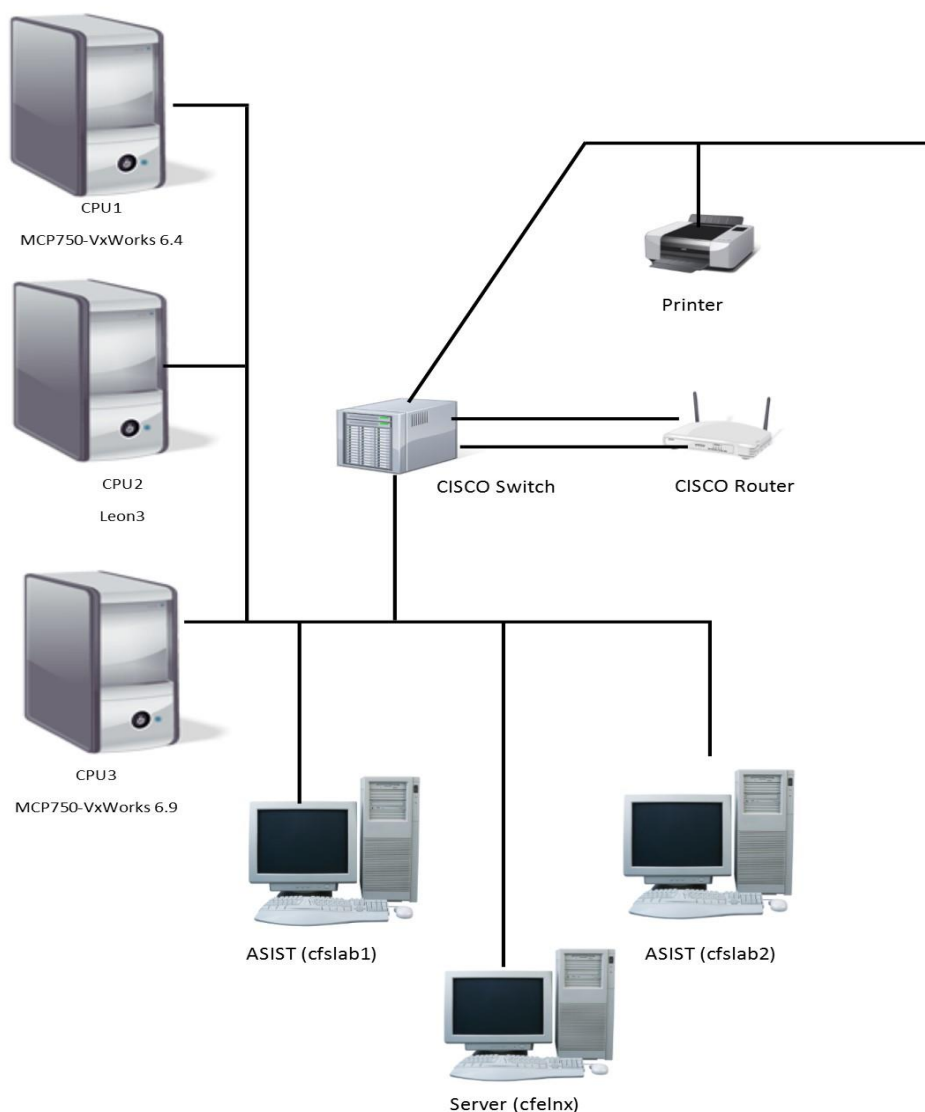 CPU1
MCP750-VxWorks 6.4
Printer
CPU2
Leon3
CISCO Switch
CISCO Router
CPU3
MCP750-VxWorks 6.9
ASIST (cfslab1)
ASIST (cfslab2)
Server (cfelnx)